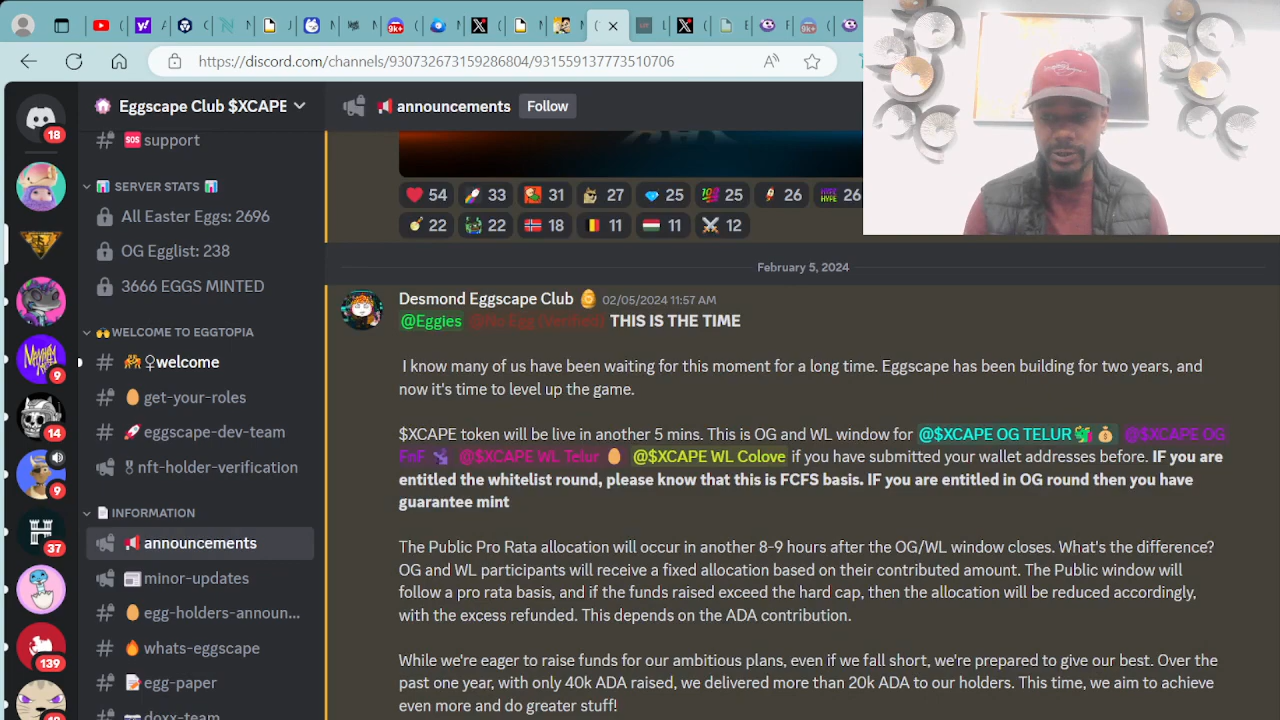 https://discord.com/channels/930732673159286804/931559137773510706
18
Eggscape Club $XCAPE
announcements
Follow
support
SERVER STATS
All Easter Eggs: 2696
OG Egglist: 238
3666 EGGS MINTED
WELCOME TO EGGTOPIA
welcome
get-your-roles
eggscape-dev-team
nft-holder-verification
INFORMATION
announcements
minor-updates
egg-holders-announ...
whats-eggscape
egg-paper
doxx-team
9
14
9
37
139
54 33 31 27 25 25 26 26
22 22 18 11 11 12
February 5, 2024
Desmond Eggscape Club 02/05/2024 11:57 AM
@Eggies @No Egg (Verified) THIS IS THE TIME
I know many of us have been waiting for this moment for a long time. Eggscape has been building for two years, and
now it's time to level up the game.
$XCAPE token will be live in another 5 mins. This is OG and WL window for @$XCAPE OG TELUR @$XCAPE OG
FnF @$XCAPE WL Telur @$XCAPE WL Colove if you have submitted your wallet addresses before. IF you are
entitled the whitelist round, please know that this is FCFS basis. IF you are entitled in OG round then you have
guarantee mint
The Public Pro Rata allocation will occur in another 8-9 hours after the OG/WL window closes. What's the difference?
OG and WL participants will receive a fixed allocation based on their contributed amount. The Public window will
follow a pro rata basis, and if the funds raised exceed the hard cap, then the allocation will be reduced accordingly,
with the excess refunded. This depends on the ADA contribution.
While we're eager to raise funds for our ambitious plans, even if we fall short, we're prepared to give our best. Over the
past one year, with only 40k ADA raised, we delivered more than 20k ADA to our holders. This time, we aim to achieve
even more and do greater stuff!